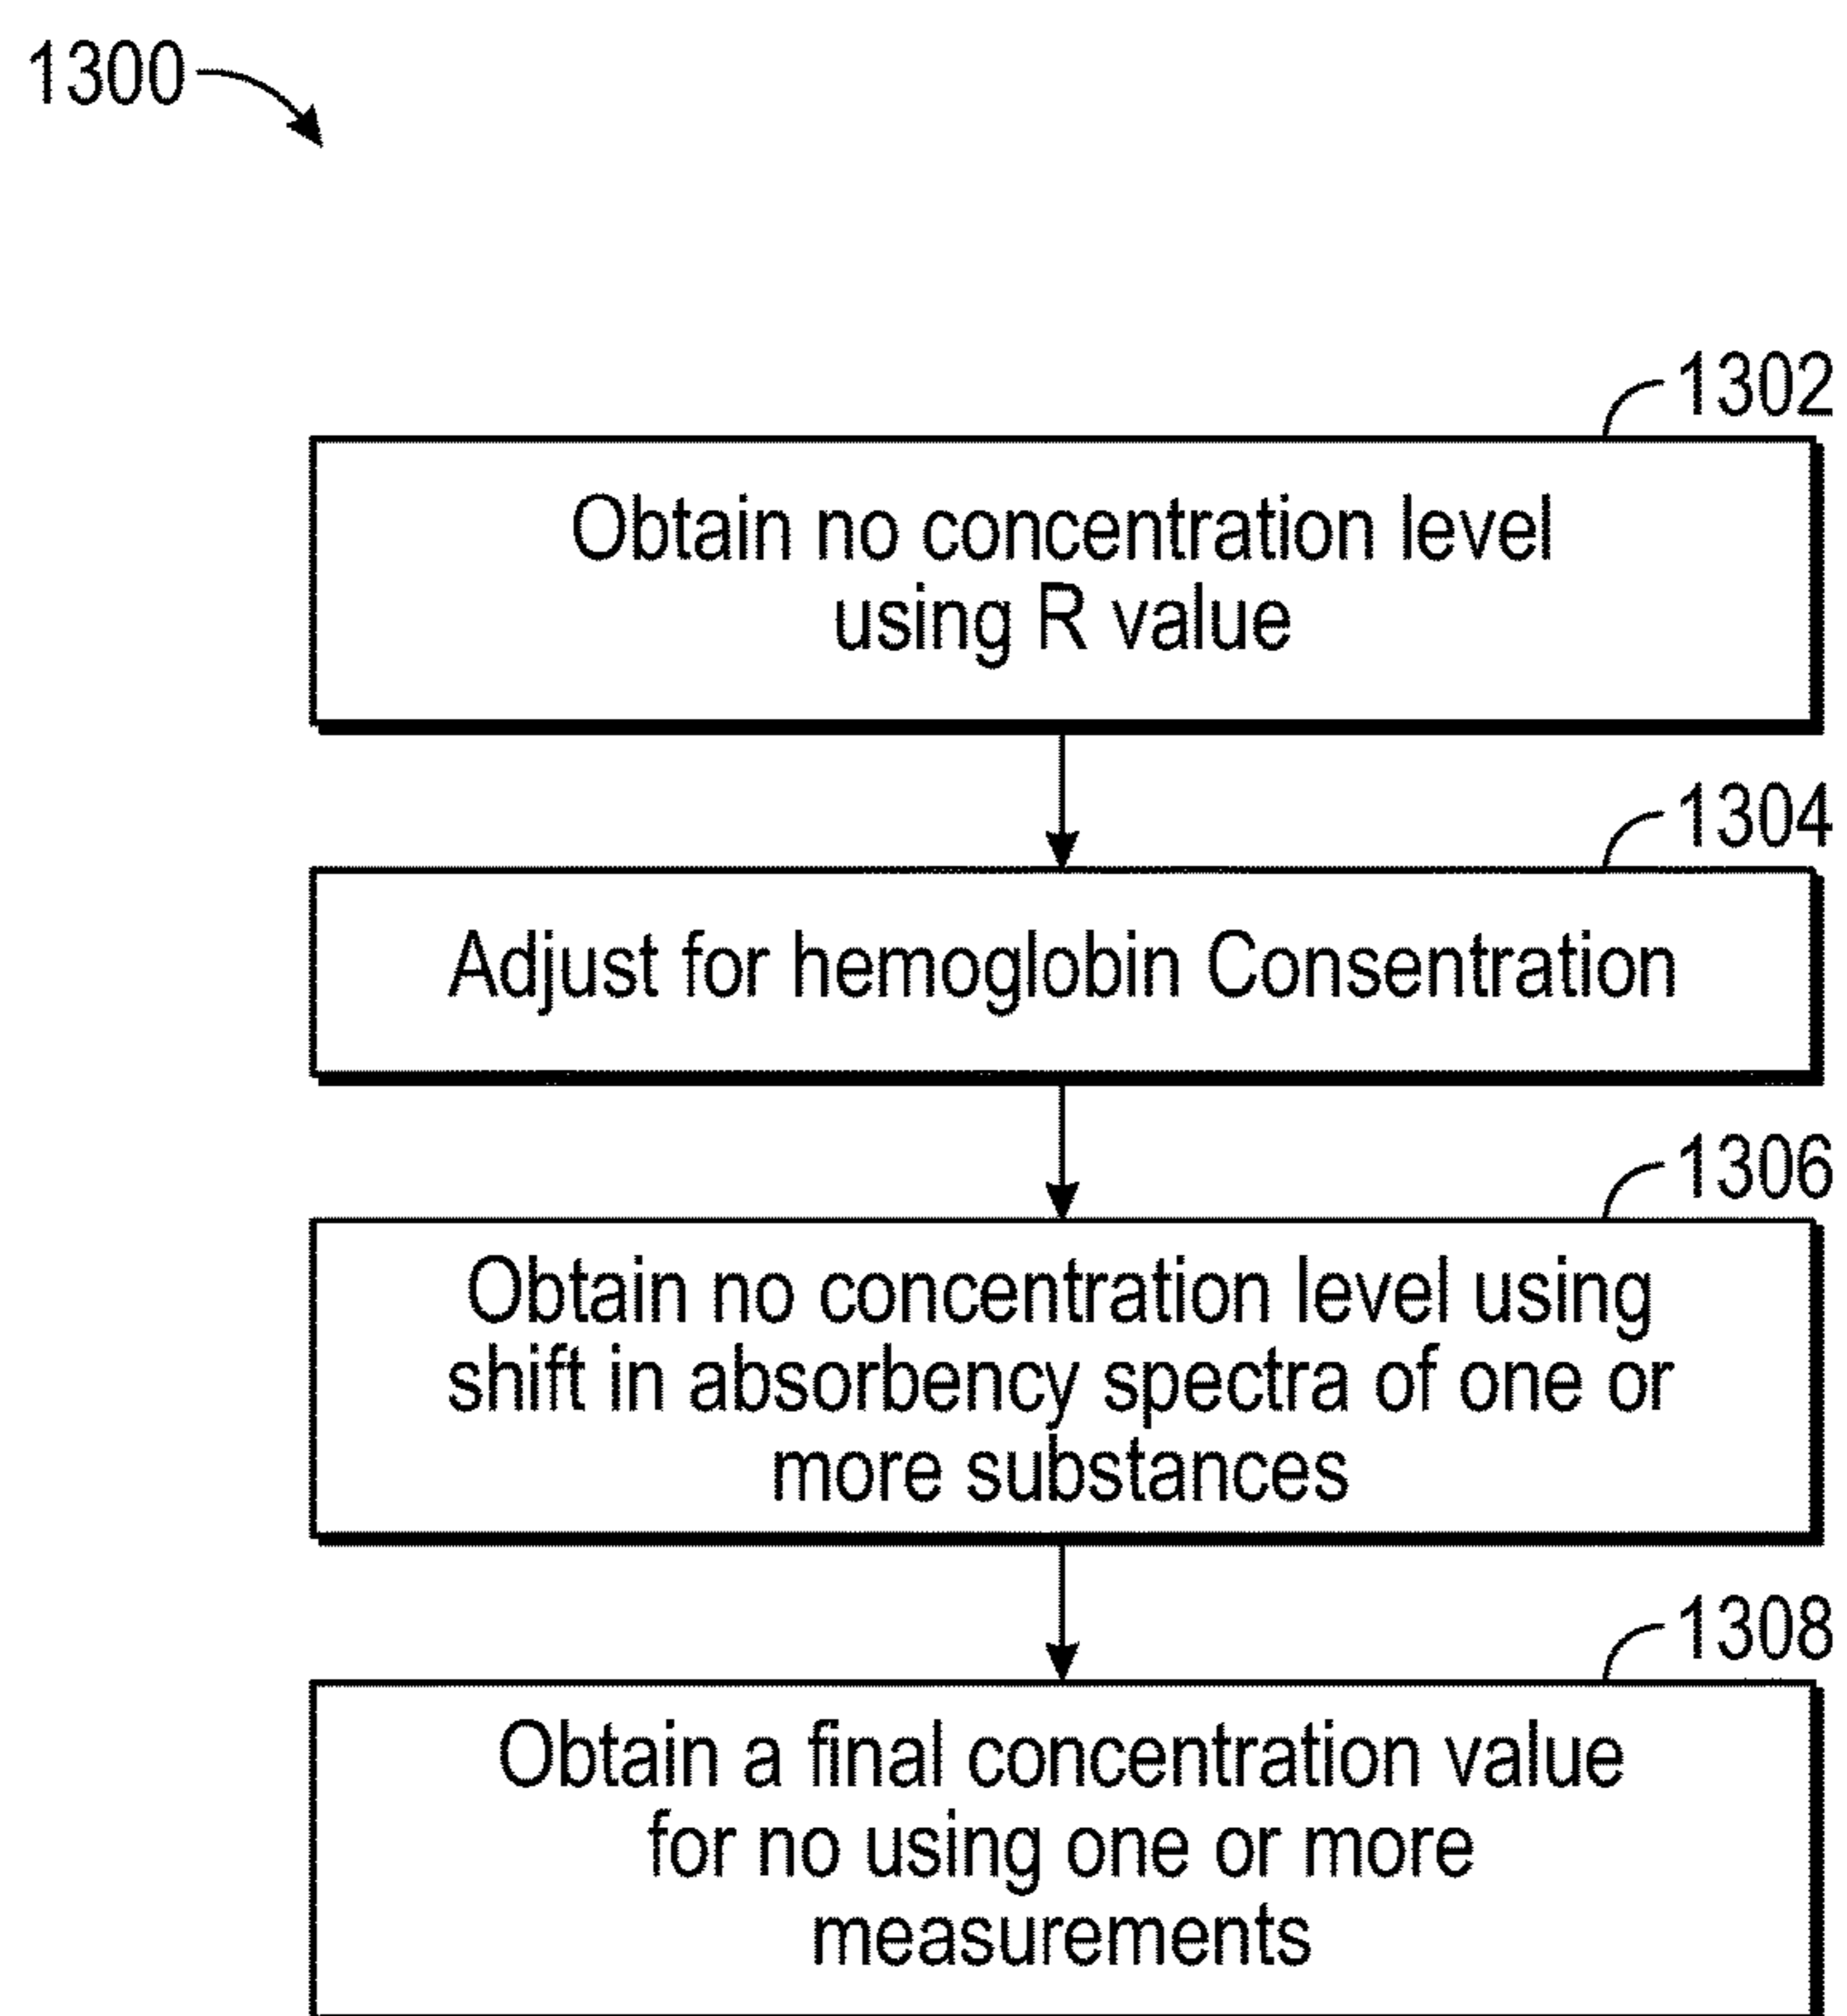 1300
1302
Obtain no concentration level
using R value
1304
Adjust for hemoglobin Consentration
1306
Obtain no concentration level using
shift in absorbency spectra of one or
more substances
1308
Obtain a final concentration value
for no using one or more
measurements